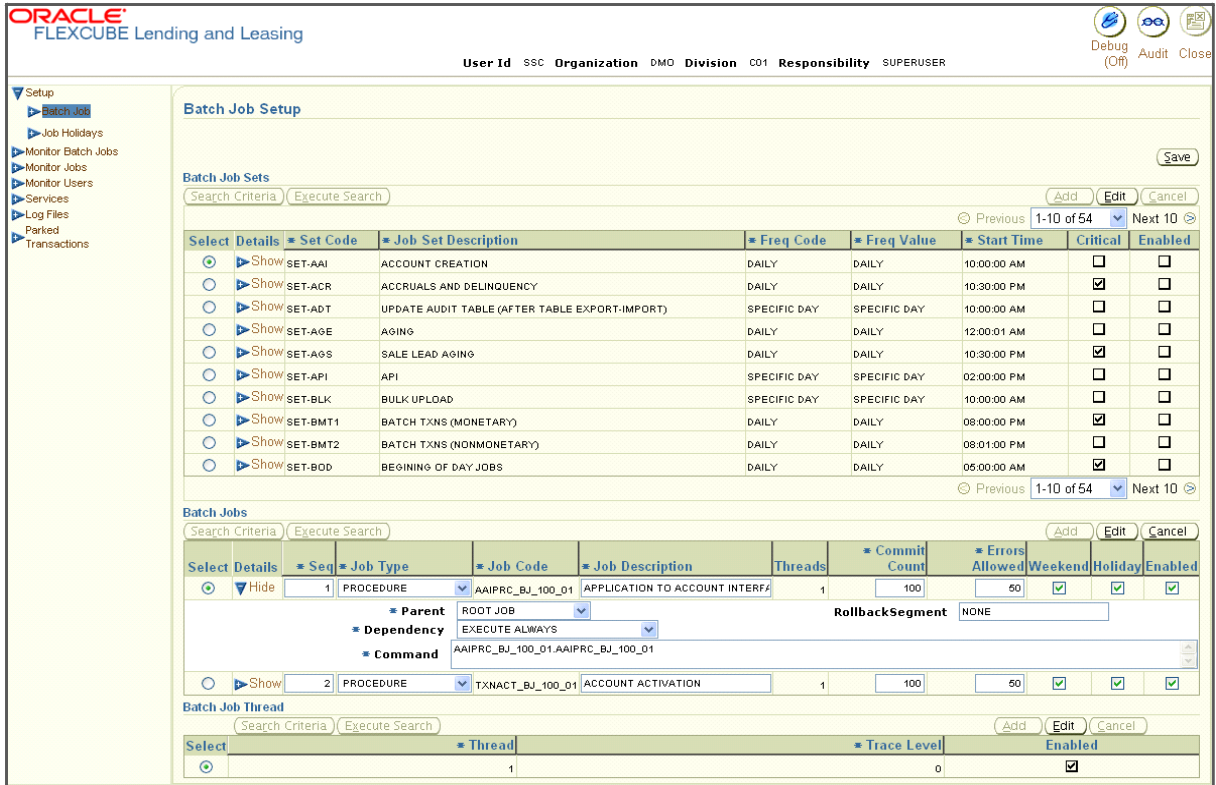 ORACLE®
FLEXCUBE Lending and Leasing
Debug (Off) Audit Close
User Id SSC Organization DMO Division C01 Responsibility SUPERUSER
Setup
Batch Job
Job Holidays
Monitor Batch Jobs
Monitor Jobs
Monitor Users
Services
Log Files
Parked Transactions
Batch Job Setup
Save
Batch Job Sets
Search Criteria Execute Search Add Edit Cancel
Previous 1-10 of 54 Next 10
Select Details * Set Code * Job Set Description * Freq Code * Freq Value * Start Time Critical Enabled
Show SET-AAI ACCOUNT CREATION DAILY DAILY 10:00:00 AM
Show SET-ACR ACCRUALS AND DELINQUENCY DAILY DAILY 10:30:00 PM
Show SET-ADT UPDATE AUDIT TABLE (AFTER TABLE EXPORT-IMPORT) SPECIFIC DAY SPECIFIC DAY 10:00:00 AM
Show SET-AGE AGING DAILY DAILY 12:00:01 AM
Show SET-AGS SALE LEAD AGING DAILY DAILY 10:30:00 PM
Show SET-API API SPECIFIC DAY SPECIFIC DAY 02:00:00 PM
Show SET-BLK BULK UPLOAD SPECIFIC DAY SPECIFIC DAY 10:00:00 AM
Show SET-BMT1 BATCH TXNS (MONETARY) DAILY DAILY 08:00:00 PM
Show SET-BMT2 BATCH TXNS (NONMONETARY) DAILY DAILY 08:01:00 PM
Show SET-BOD BEGINING OF DAY JOBS DAILY DAILY 05:00:00 AM
Previous 1-10 of 54 Next 10
Batch Jobs
Search Criteria Execute Search Add Edit Cancel
Select Details * Seq * Job Type * Job Code * Job Description Threads * Commit Count * Errors Allowed Weekend Holiday Enabled
Hide 1 PROCEDURE AAIPRC_BJ_100_01 APPLICATION TO ACCOUNT INTERFA 1 100 50
* Parent ROOT JOB RollbackSegment NONE
* Dependency EXECUTE ALWAYS
* Command AAIPRC_BJ_100_01.AAIPRC_BJ_100_01
Show 2 PROCEDURE TXNACT_BJ_100_01 ACCOUNT ACTIVATION 1 100 50
Batch Job Thread
Search Criteria Execute Search Add Edit Cancel
Select * Thread * Trace Level Enabled
1 0